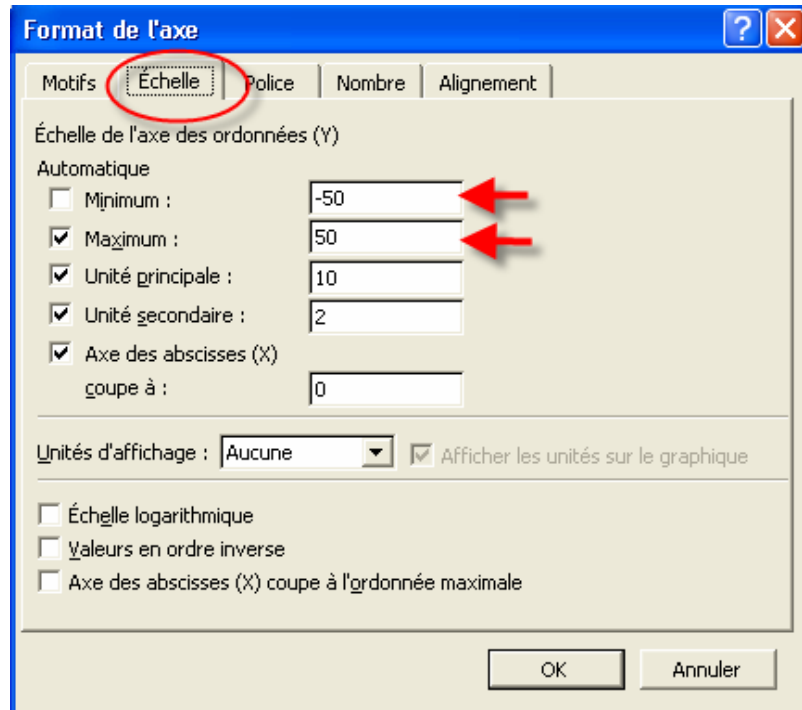 Format de l'axe
Motifs Échelle Police Nombre Alignement
Échelle de l'axe des ordonnées (Y)
Automatique
Minimum : -50
Maximum : 50
Unité principale : 10
Unité secondaire : 2
Axe des abscisses (X)
coupe à : 0
Unités d'affichage : Aucune Afficher les unités sur le graphique
Échelle logarithmique
Valeurs en ordre inverse
Axe des abscisses (X) coupe à l'ordonnée maximale
OK Annuler